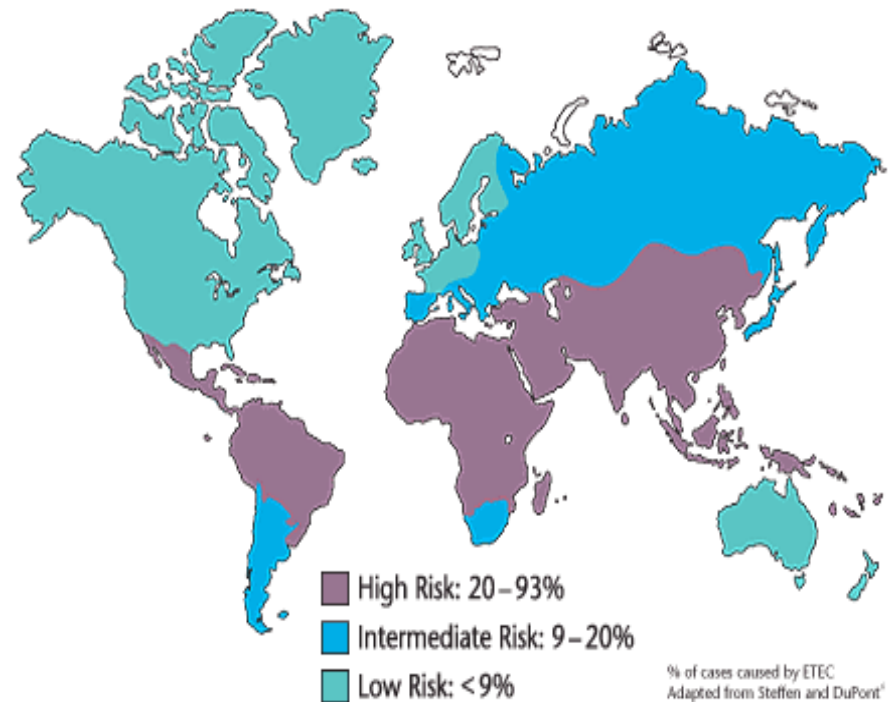 High Risk: 20–93%
Intermediate Risk: 9–20%
Low Risk: <9%
% of cases caused by ETEC
Adapted from Steffen and DuPont